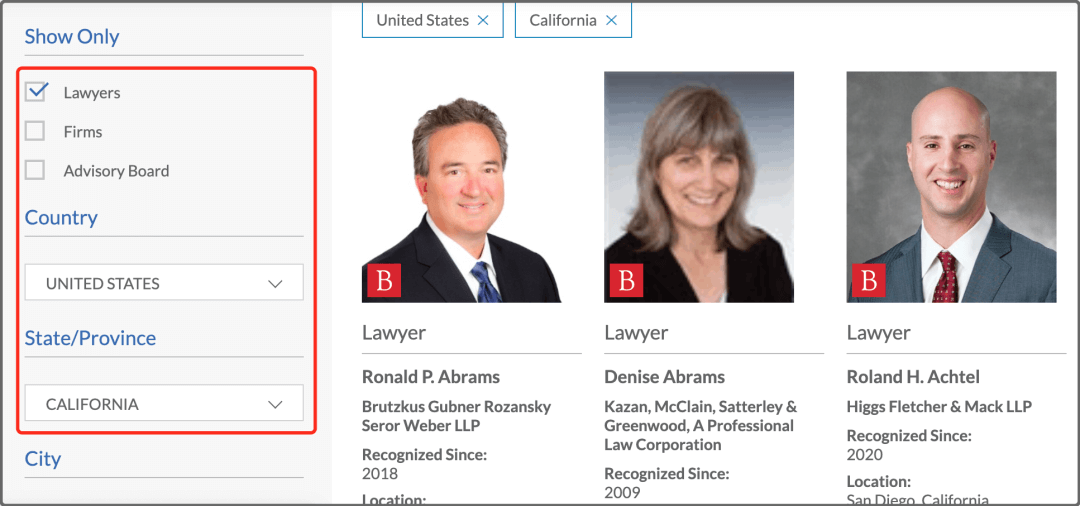 Show Only
Lawyers
Firms
Advisory Board
Country
UNITED STATES
State/Province
CALIFORNIA
City
United States ×
California ×
B
Lawyer
Ronald P. Abrams
Brutzkus Gubner Rozansky
Seror Weber LLP
Recognized Since:
2018
Location:
B
Lawyer
Denise Abrams
Kazan, McClain, Satterley &
Greenwood, A Professional
Law Corporation
Recognized Since:
2009
B
Lawyer
Roland H. Achtel
Higgs Fletcher & Mack LLP
Recognized Since:
2020
Location:
San Diego, California